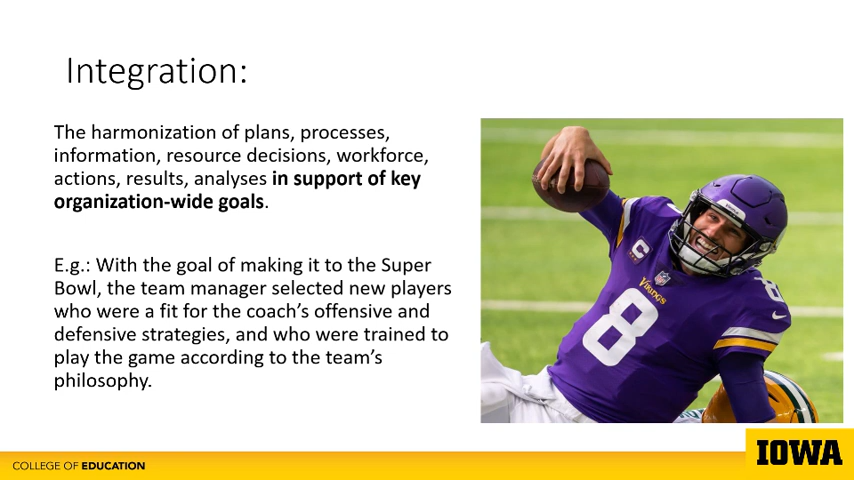 Integration:
The harmonization of plans, processes,
information, resource decisions, workforce,
actions, results, analyses in support of key
organization-wide goals.
E.g.: With the goal of making it to the Super
Bowl, the team manager selected new players
who were a fit for the coach’s offensive and
defensive strategies, and who were trained to
play the game according to the team’s
philosophy.
C
VIKINGS
8
8
COLLEGE OF EDUCATION
IOWA